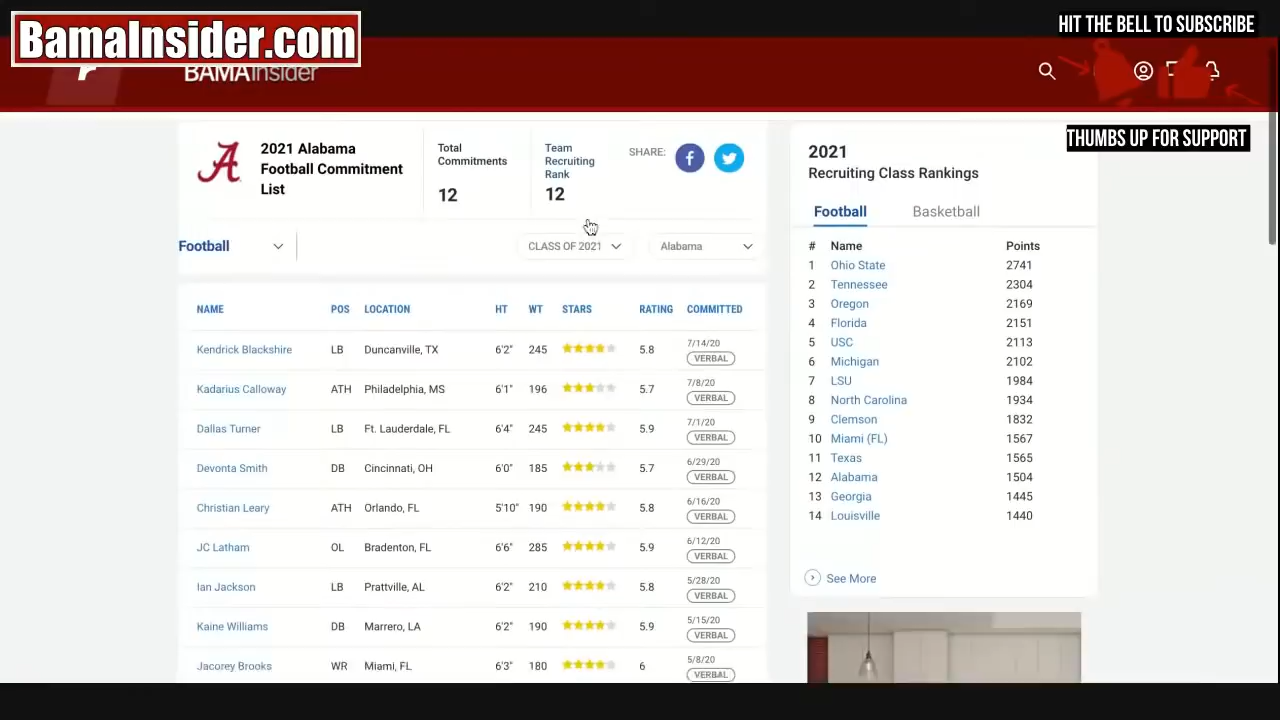 BamaInsider.com
HIT THE BELL TO SUBSCRIBE
BAMAInsider
THUMBS UP FOR SUPPORT
2021 Alabama
Football Commitment
List
Total
Commitments
12
Team
Recruiting
Rank
12
SHARE:
Football
CLASS OF 2021
Alabama
NAME POS LOCATION HT WT STARS RATING COMMITTED
Kendrick Blackshire LB Duncanville, TX 6'2" 245 5.8 7/14/20 VERBAL
Kadarius Calloway ATH Philadelphia, MS 6'1" 196 5.7 7/8/20 VERBAL
Dallas Turner LB Ft. Lauderdale, FL 6'4" 245 5.9 7/1/20 VERBAL
Devonta Smith DB Cincinnati, OH 6'0" 185 5.7 6/29/20 VERBAL
Christian Leary ATH Orlando, FL 5'10" 190 5.8 6/16/20 VERBAL
JC Latham OL Bradenton, FL 6'6" 285 5.9 6/12/20 VERBAL
Ian Jackson LB Prattville, AL 6'2" 210 5.8 5/28/20 VERBAL
Kaine Williams DB Marrero, LA 6'2" 190 5.9 5/15/20 VERBAL
Jacorey Brooks WR Miami, FL 6'3" 180 6 5/8/20 VERBAL
2021
Recruiting Class Rankings
Football Basketball
# Name Points
1 Ohio State 2741
2 Tennessee 2304
3 Oregon 2169
4 Florida 2151
5 USC 2113
6 Michigan 2102
7 LSU 1984
8 North Carolina 1934
9 Clemson 1832
10 Miami (FL) 1567
11 Texas 1565
12 Alabama 1504
13 Georgia 1445
14 Louisville 1440
See More